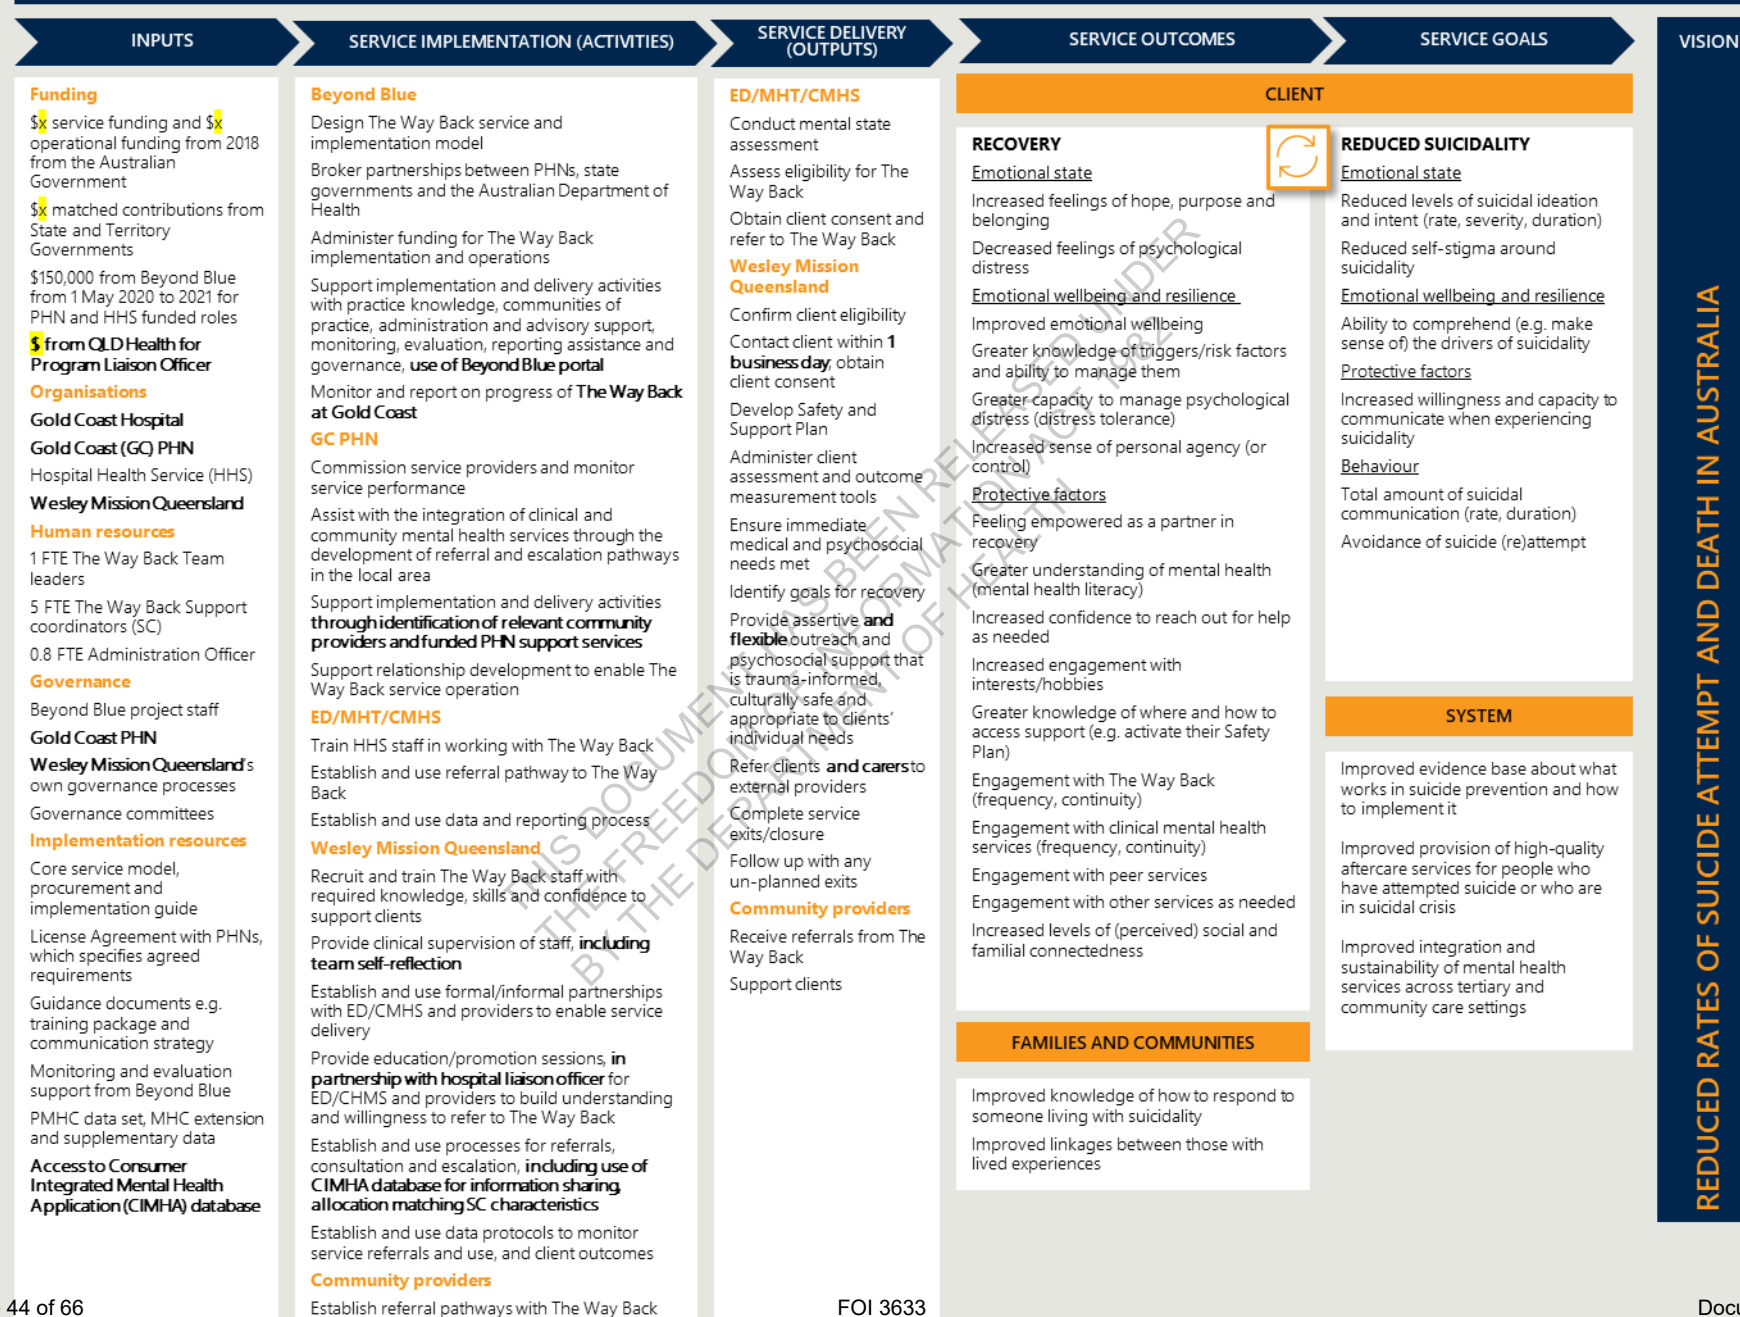 INPUTS
SERVICE IMPLEMENTATION (ACTIVITIES)
SERVICE DELIVERY
(OUTPUTS)
SERVICE OUTCOMES
SERVICE GOALS
VISION
Funding
$x service funding and $x
operational funding from 2018
from the Australian
Government
$x matched contributions from
State and Territory
Governments
$150,000 from Beyond Blue
from 1 May 2020 to 2021 for
PHN and HHS funded roles
$ from QLD Health for
Program Liaison Officer
Organisations
Gold Coast Hospital
Gold Coast (GC) PHN
Hospital Health Service (HHS)
Wesley Mission Queensland
Human resources
1 FTE The Way Back Team
leaders
5 FTE The Way Back Support
coordinators (SC)
0.8 FTE Administration Officer
Governance
Beyond Blue project staff
Gold Coast PHN
Wesley Mission Queensland's
own governance processes
Governance committees
Implementation resources
Core service model,
procurement and
implementation guide
License Agreement with PHNs,
which specifies agreed
requirements
Guidance documents e.g.
training package and
communication strategy
Monitoring and evaluation
support from Beyond Blue
PMHC data set, MHC extension
and supplementary data
Access to Consumer
Integrated Mental Health
Application (CIMHA) database
Beyond Blue
Design The Way Back service and
implementation model
Broker partnerships between PHNs, state
governments and the Australian Department of
Health
Administer funding for The Way Back
implementation and operations
Support implementation and delivery activities
with practice knowledge, communities of
practice, administration and advisory support,
monitoring, evaluation, reporting assistance and
governance, use of Beyond Blue portal
Monitor and report on progress of The Way Back
at Gold Coast
GC PHN
Commission service providers and monitor
service performance
Assist with the integration of clinical and
community mental health services through the
development of referral and escalation pathways
in the local area
Support implementation and delivery activities
through identification of relevant community
providers and funded PHN support services
Support relationship development to enable The
Way Back service operation
ED/MHT/CMHS
Train HHS staff in working with The Way Back
Establish and use referral pathway to The Way
Back
Establish and use data and reporting process
Wesley Mission Queensland
Recruit and train The Way Back staff with
required knowledge, skills and confidence to
support clients
Provide clinical supervision of staff, including
team self-reflection
Establish and use formal/informal partnerships
with ED/CMHS and providers to enable service
delivery
Provide education/promotion sessions, in
partnership with hospital liaison officer for
ED/CHMS and providers to build understanding
and willingness to refer to The Way Back
Establish and use processes for referrals,
consultation and escalation, including use of
CIMHA database for information sharing,
allocation matching SC characteristics
Establish and use data protocols to monitor
service referrals and use, and client outcomes
Community providers
Establish referral pathways with The Way Back
ED/MHT/CMHS
Conduct mental state
assessment
Assess eligibility for The
Way Back
Obtain client consent and
refer to The Way Back
Wesley Mission
Queensland
Confirm client eligibility
Contact client within 1
business day, obtain
client consent
Develop Safety and
Support Plan
Administer client
assessment and outcome
measurement tools
Ensure immediate
medical and psychosocial
needs met
Identify goals for recovery
Provide assertive and
flexible outreach and
psychosocial support that
is trauma-informed,
culturally safe and
appropriate to clients'
individual needs
Refer clients and carers to
external providers
Complete service
exits/closure
Follow up with any
un-planned exits
Community providers
Receive referrals from The
Way Back
Support clients
CLIENT
RECOVERY
Emotional state
Increased feelings of hope, purpose and
belonging
Decreased feelings of psychological
distress
Emotional wellbeing and resilience
Improved emotional wellbeing
Greater knowledge of triggers/risk factors
and ability to manage them
Greater capacity to manage psychological
distress (distress tolerance)
Increased sense of personal agency (or
control)
Protective factors
Feeling empowered as a partner in
recovery
Greater understanding of mental health
(mental health literacy)
Increased confidence to reach out for help
as needed
Increased engagement with
interests/hobbies
Greater knowledge of where and how to
access support (e.g. activate their Safety
Plan)
Engagement with The Way Back
(frequency, continuity)
Engagement with clinical mental health
services (frequency, continuity)
Engagement with peer services
Engagement with other services as needed
Increased levels of (perceived) social and
familial connectedness
FAMILIES AND COMMUNITIES
Improved knowledge of how to respond to
someone living with suicidality
Improved linkages between those with
lived experiences
REDUCED SUICIDALITY
Emotional state
Reduced levels of suicidal ideation
and intent (rate, severity, duration)
Reduced self-stigma around
suicidality
Emotional wellbeing and resilience
Ability to comprehend (e.g. make
sense of) the drivers of suicidality
Protective factors
Increased willingness and capacity to
communicate when experiencing
suicidality
Behaviour
Total amount of suicidal
communication (rate, duration)
Avoidance of suicide (re)attempt
SYSTEM
Improved evidence base about what
works in suicide prevention and how
to implement it
Improved provision of high-quality
aftercare services for people who
have attempted suicide or who are
in suicidal crisis
Improved integration and
sustainability of mental health
services across tertiary and
community care settings
REDUCED RATES OF SUICIDE ATTEMPT AND DEATH IN AUSTRALIA
THIS DOCUMENT HAS BEEN RELEASED UNDER
THE FREEDOM OF INFORMATION ACT 1982
BY THE DEPARTMENT OF HEALTH
44 of 66
FOI 3633
Docu